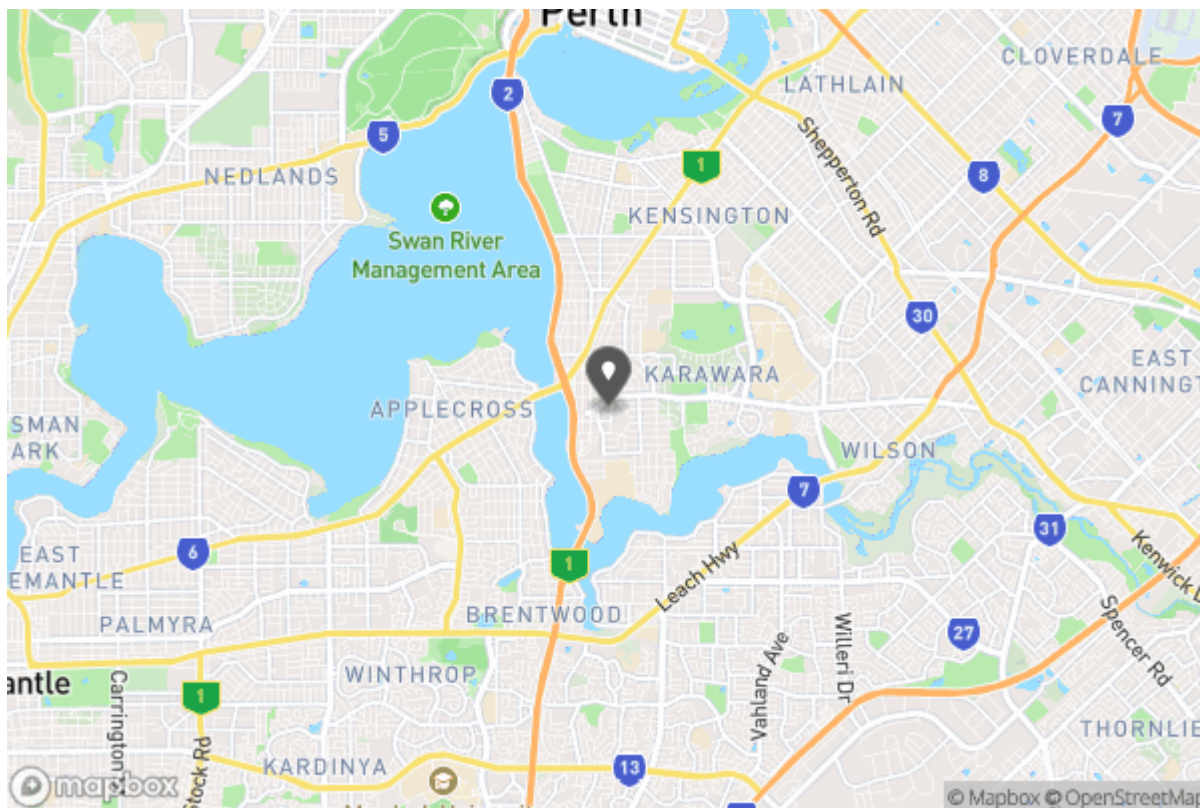 Perth
CLOVERDALE
LATHLAIN
2
7
5
Shepperton Rd
1
8
NEDLANDS
KENSINGTON
Swan River
Management Area
30
EAST
CANNINGT
KARAWARA
APPLECROSS
SMAN
ARK
WILSON
7
31
6
EAST
EMANTLE
1
Leach Hwy
Kenwick
BRENTWOOD
PALMYRA
Spencer Rd
27
Vahland Ave
Willeri Dr
WINTHROP
antle
Carrington
1
Stock Rd
THORNLIE
KARDINYA
13
mapbox
© Mapbox © OpenStreetMap